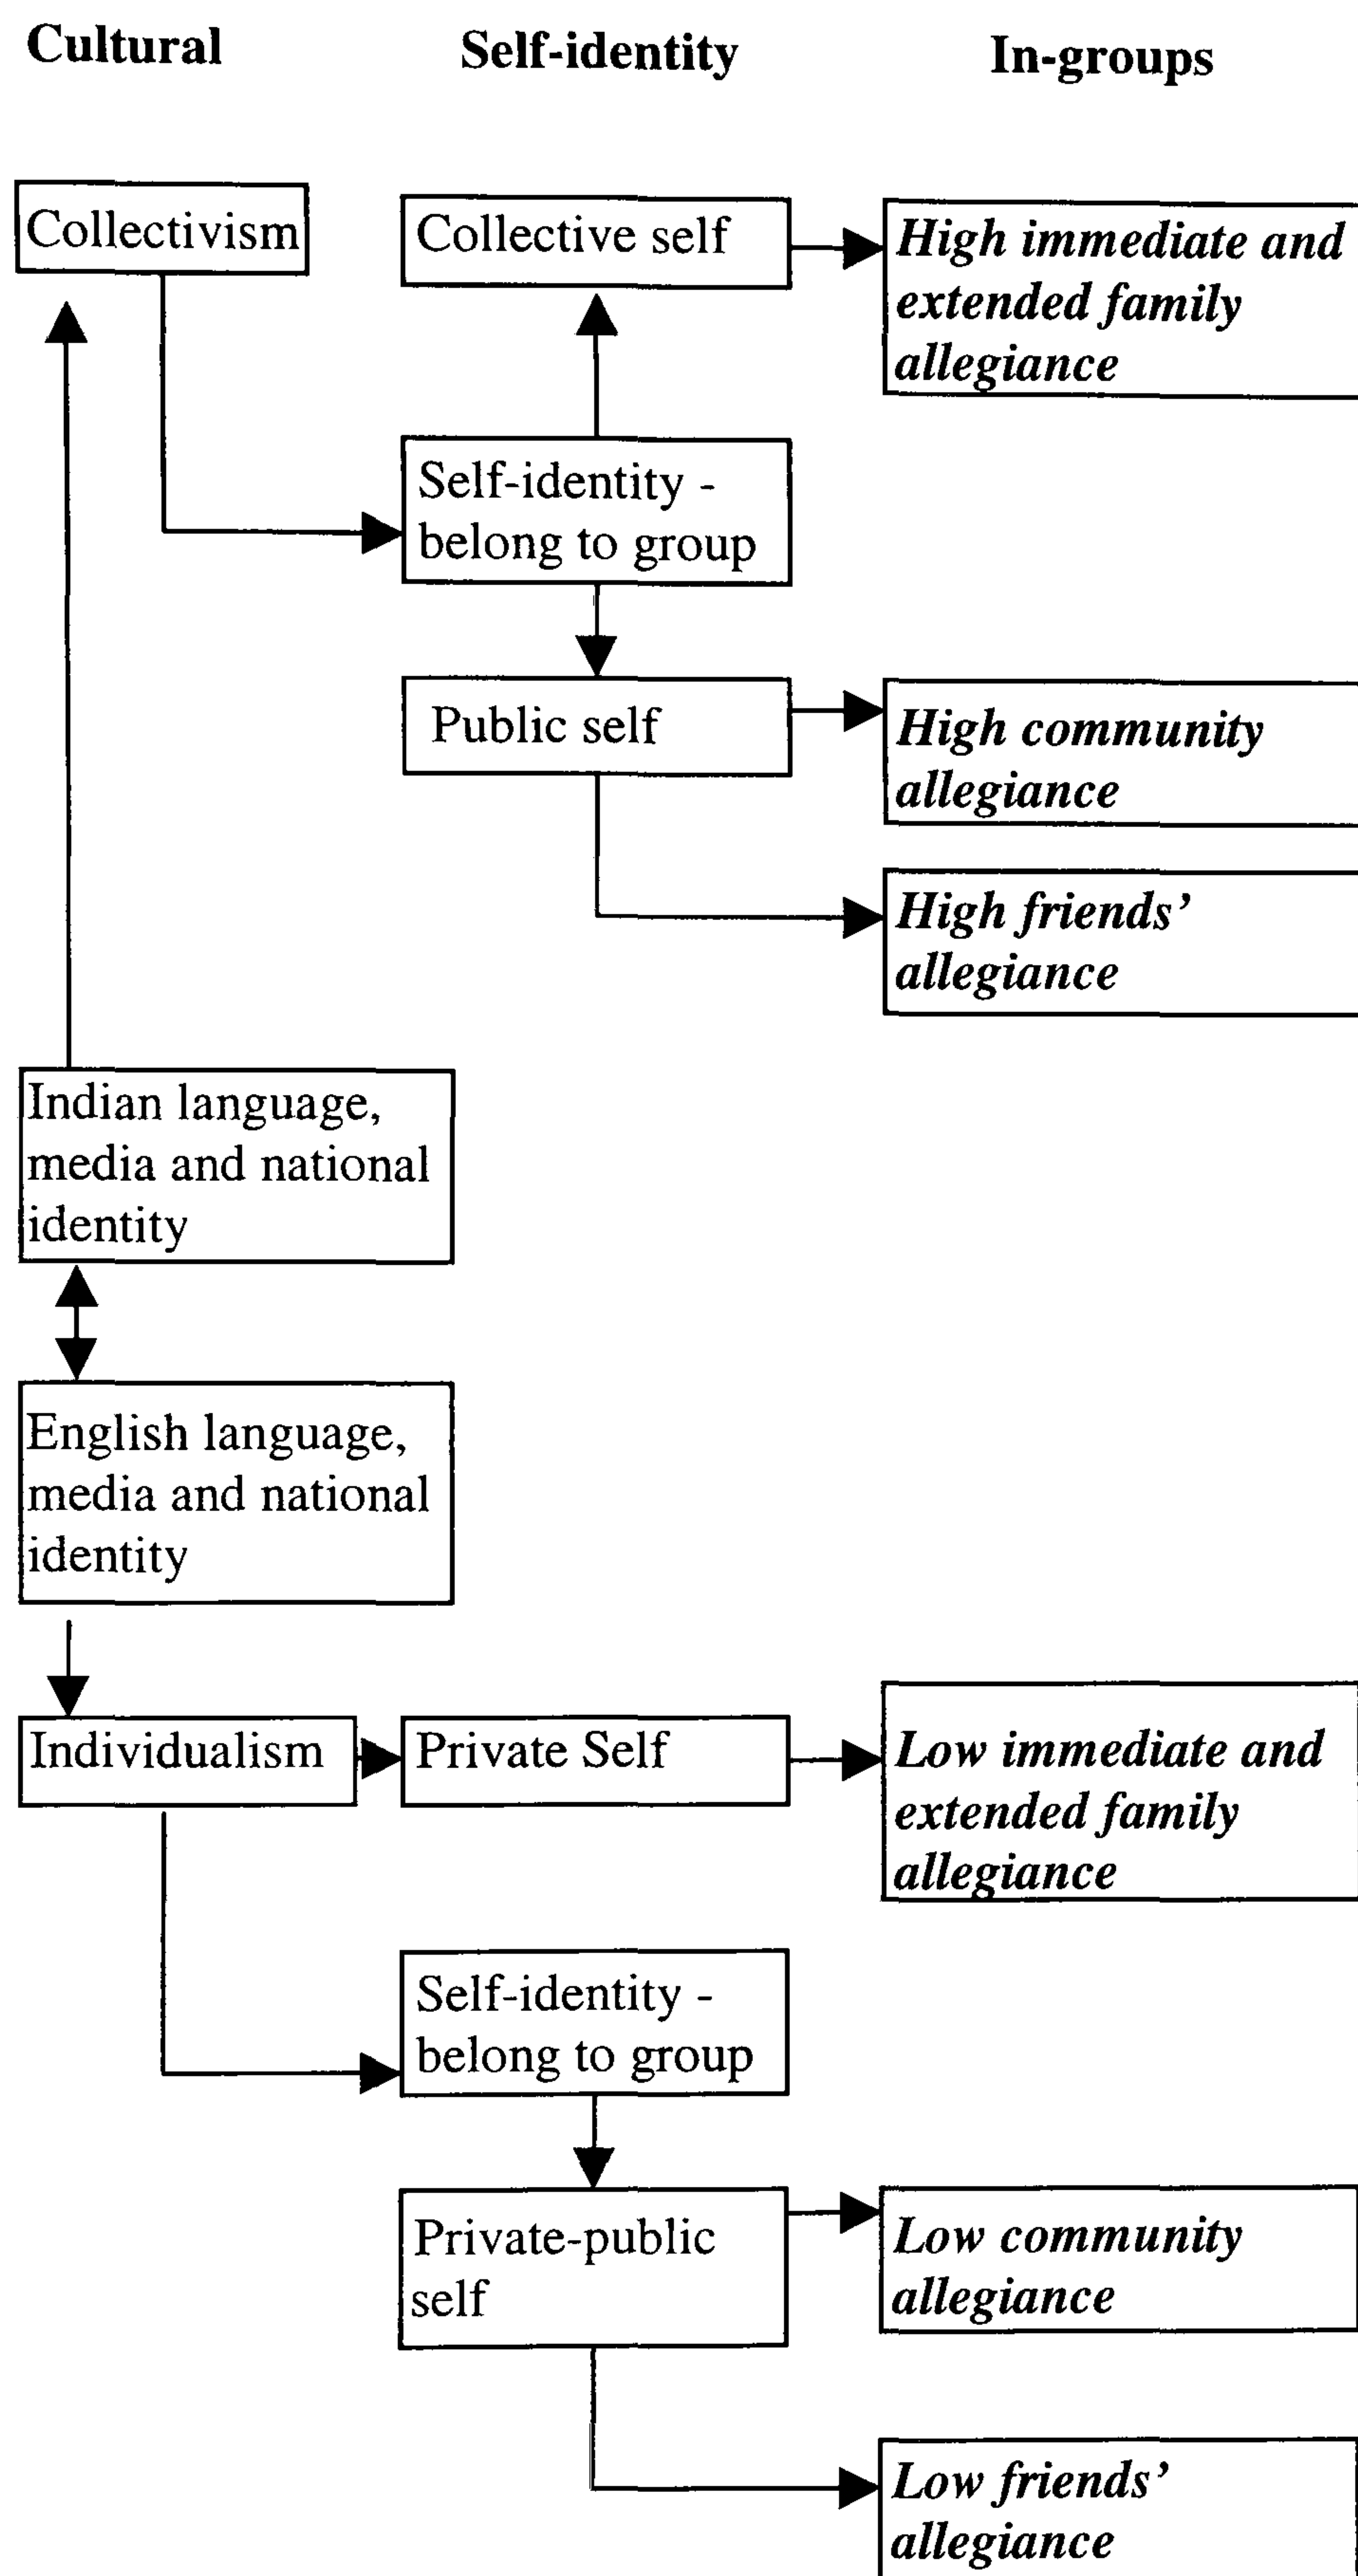 Cultural
Self-identity
In-groups
Collectivism
Collective self
High immediate and
extended family
allegiance
Self-identity -
belong to group
Public self
High community
allegiance
High friends’
allegiance
Indian language,
media and national
identity
English language,
media and national
identity
Individualism
Private Self
Low immediate and
extended family
allegiance
Self-identity -
belong to group
Private-public
self
Low community
allegiance
Low friends’
allegiance